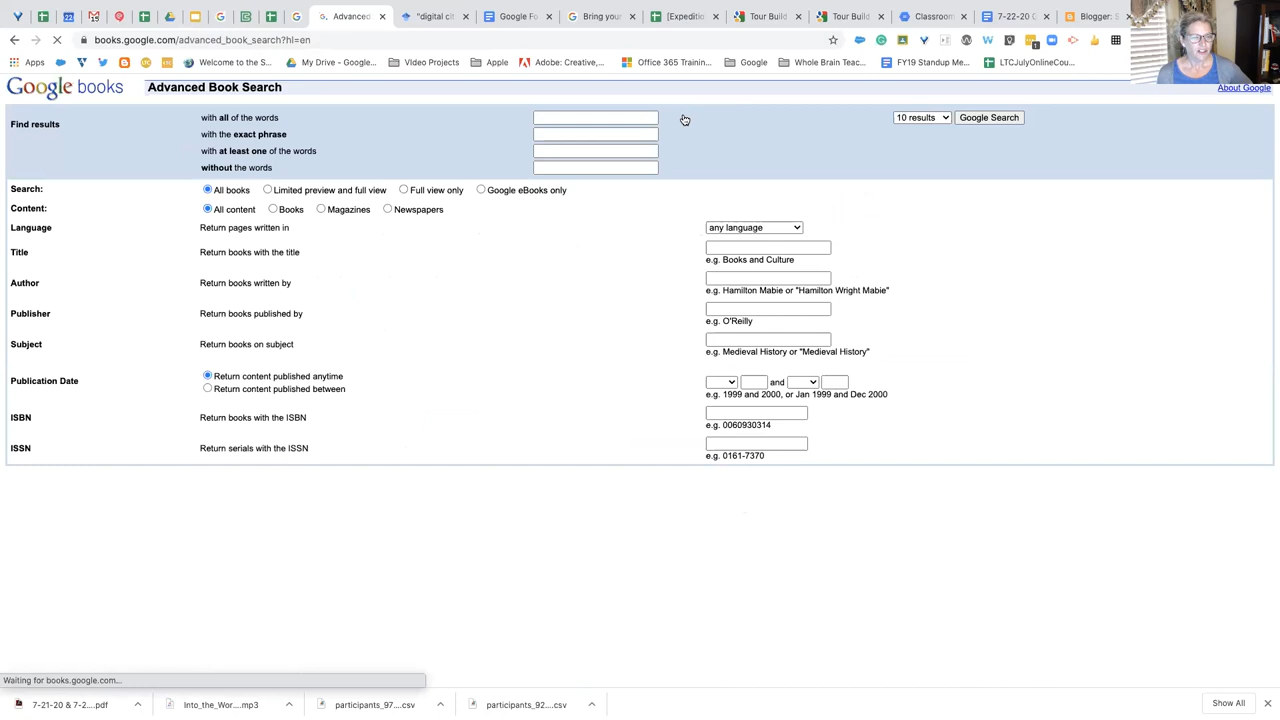 Advanced
"digital cit
Google Fo
Bring your
[Expeditio
Tour Build
Tour Build
Classroom
7-22-20 G
Blogger: S
books.google.com/advanced_book_search?hl=en
Apps
Welcome to the S...
My Drive - Googl...
Video Projects
Apple
Adobe: Creative,...
Office 365 Trainin...
Google
Whole Brain Teac...
FY19 Standup Me...
LTCJulyOnlineCou...
Google books
Advanced Book Search
About Google
Find results
with all of the words
10 results
Google Search
with the exact phrase
with at least one of the words
without the words
Search:
All books
Limited preview and full view
Full view only
Google eBooks only
Content:
All content
Books
Magazines
Newspapers
Language
Return pages written in
any language
Title
Return books with the title
e.g. Books and Culture
Author
Return books written by
e.g. Hamilton Mabie or "Hamilton Wright Mabie"
Publisher
Return books published by
e.g. O'Reilly
Subject
Return books on subject
e.g. Medieval History or "Medieval History"
Publication Date
Return content published anytime
Return content published between
and
e.g. 1999 and 2000, or Jan 1999 and Dec 2000
ISBN
Return books with the ISBN
e.g. 0060930314
ISSN
Return serials with the ISSN
e.g. 0161-7370
Waiting for books.google.com...
7-21-20 & 7-2....pdf
Into_the_Wor....mp3
participants_97....csv
participants_92....csv
Show All